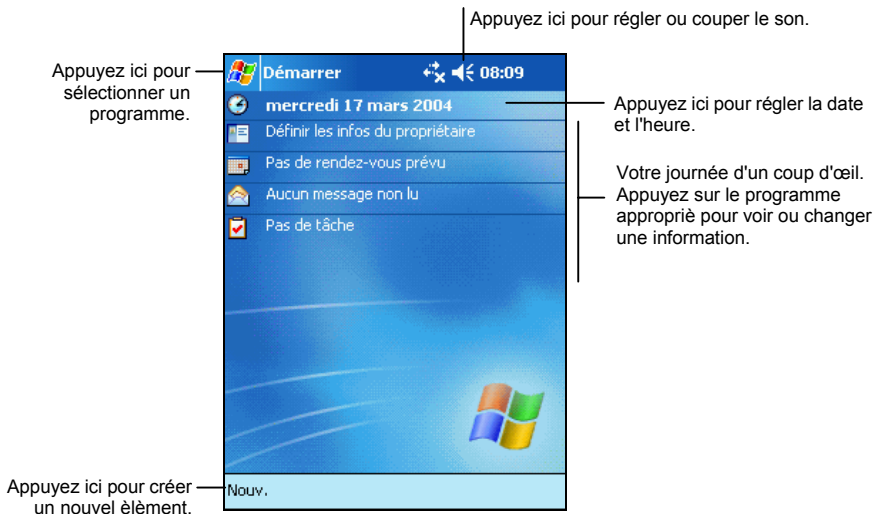 Appuyez ici pour régler ou couper le son.
Appuyez ici pour
sélectionner un
programme.
Démarrer 08:09
mercredi 17 mars 2004
Appuyez ici pour régler la date
et l'heure.
Définir les infos du propriétaire
Pas de rendez-vous prévu
Aucun message non lu
Pas de tâche
Votre journée d'un coup d'œil.
Appuyez sur le programme
appropriè pour voir ou changer
une information.
Appuyez ici pour créer
un nouvel èlèment.
Nouv.